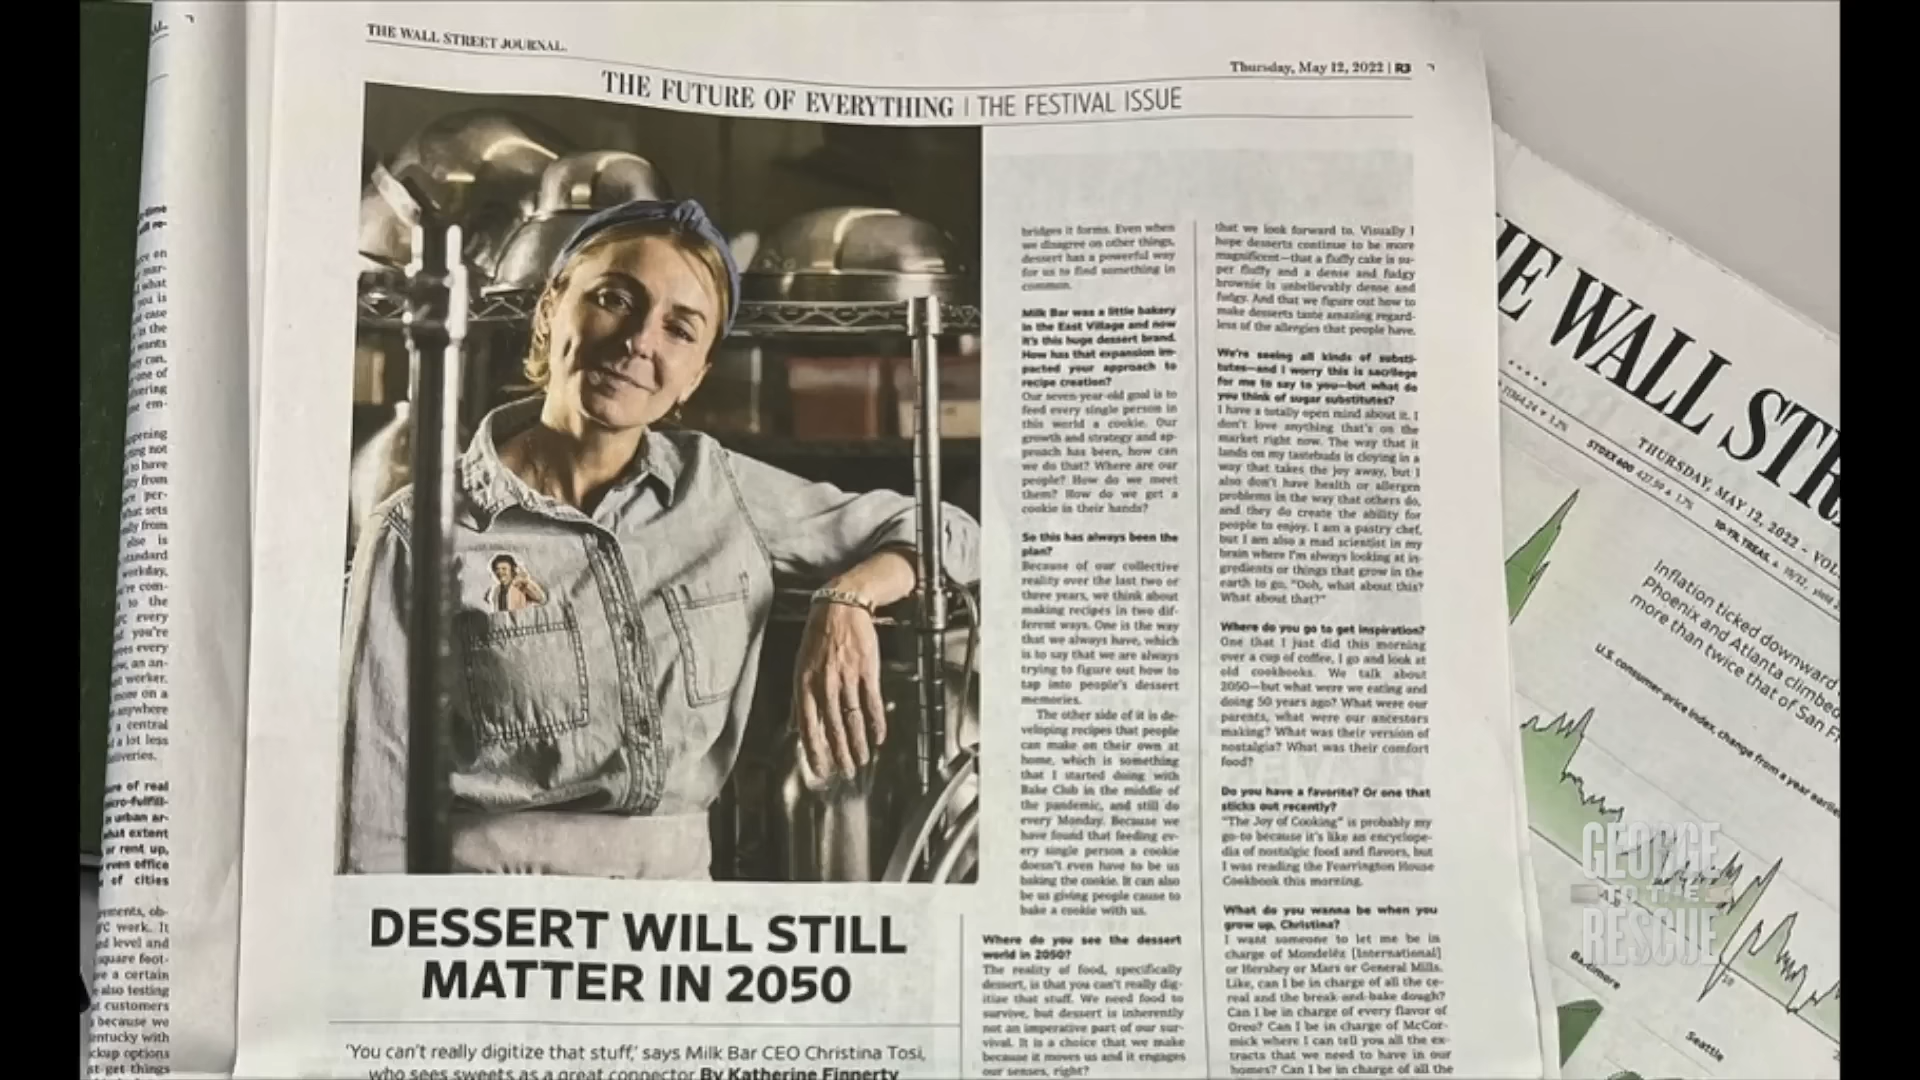 THE WALL STREET JOURNAL.
Thursday, May 12, 2022 | R3
THE FUTURE OF EVERYTHING | THE FESTIVAL ISSUE
DESSERT WILL STILL
MATTER IN 2050
'You can't really digitize that stuff,' says Milk Bar CEO Christina Tosi,
who sees sweets as a great connector By Katherine Finnerty
bridges it forms. Even when
we disagree on other things,
dessert has a powerful way
for us to find something in
common.
Milk Bar was a little bakery
in the East Village and now
it's this huge dessert brand.
How has that expansion im-
pacted your approach to
recipe creation?
Our seven-year-old goal is to
feed every single person in
this world a cookie. Our
growth and strategy and ap-
proach has been, how can
we do that? Where are our
people? How do we meet
them? How do we get a
cookie in their hands?
So this has always been the
plan?
Because of our collective
reality over the last two or
three years, we think about
making recipes in two dif-
ferent ways. One is the way
that we always have, which
is to say that we are always
trying to figure out how to
tap into people's dessert
memories.
The other side of it is de-
veloping recipes that people
can make on their own at
home, which is something
that I started doing with
Bake Club in the middle of
the pandemic, and still do
every Monday. Because we
have found that feeding ev-
ery single person a cookie
doesn't even have to be us
baking the cookie. It can also
be us giving people cause to
bake a cookie with us.
Where do you see the dessert
world in 2050?
The reality of food, specifically
dessert, is that you can't really dig-
itize that stuff. We need food to
survive, but dessert is inherently
not an imperative part of our sur-
vival. It is a choice that we make
because it moves us and it engages
our senses, right?
that we look forward to. Visually I
hope desserts continue to be more
magnificent—that a fluffy cake is su-
per fluffy and a dense and fudgy
brownie is unbelievably dense and
fudgy. And that we figure out how to
make desserts taste amazing regard-
less of the allergies that people have.
We're seeing all kinds of substi-
tutes—and I worry this is sacrilege
for me to say to you—but what do
you think of sugar substitutes?
I have a totally open mind about it. I
don't love anything that's on the
market right now. The way that it
lands on my tastebuds is cloying in a
way that takes the joy away, but I
also don't have health or allergen
problems in the way that others do,
and they do create the ability for
people to enjoy. I am a pastry chef,
but I am also a mad scientist in my
brain where I'm always looking at in-
gredients or things that grow in the
earth to go, "Ooh, what about this?
What about that?"
Where do you go to get inspiration?
One that I just did this morning
over a cup of coffee, I go and look at
old cookbooks. We talk about
2050—but what were we eating and
doing 50 years ago? What were our
parents, what were our ancestors
making? What was their version of
nostalgia? What was their comfort
food?
Do you have a favorite? Or one that
sticks out recently?
"The Joy of Cooking" is probably my
go-to because it's like an encyclope-
dia of nostalgic food and flavors, but
I was reading the Fearrington House
Cookbook this morning.
What do you wanna be when you
grow up, Christina?
I want someone to let me be in
charge of Mondelēz [International]
or Hershey or Mars or General Mills.
Like, can I be in charge of all the ce-
real and the break-and-bake dough?
Can I be in charge of every flavor of
Oreo? Can I be in charge of McCor-
mick where I can tell you all the ex-
tracts that we need to have in our
homes? Can I be in charge of all the
WALL
THURSDAY, MAY 12, 2022 - VOL.
STOXX 600 427.50 ▲ 1.7%
10-YR. TREAS.
Inflation ticked downward
Phoenix and Atlanta climbed
more than twice that of San
U.S. consumer-price index, change from a year earlier
Baltimore
Seattle
GEORGE
TO THE
RESCUE